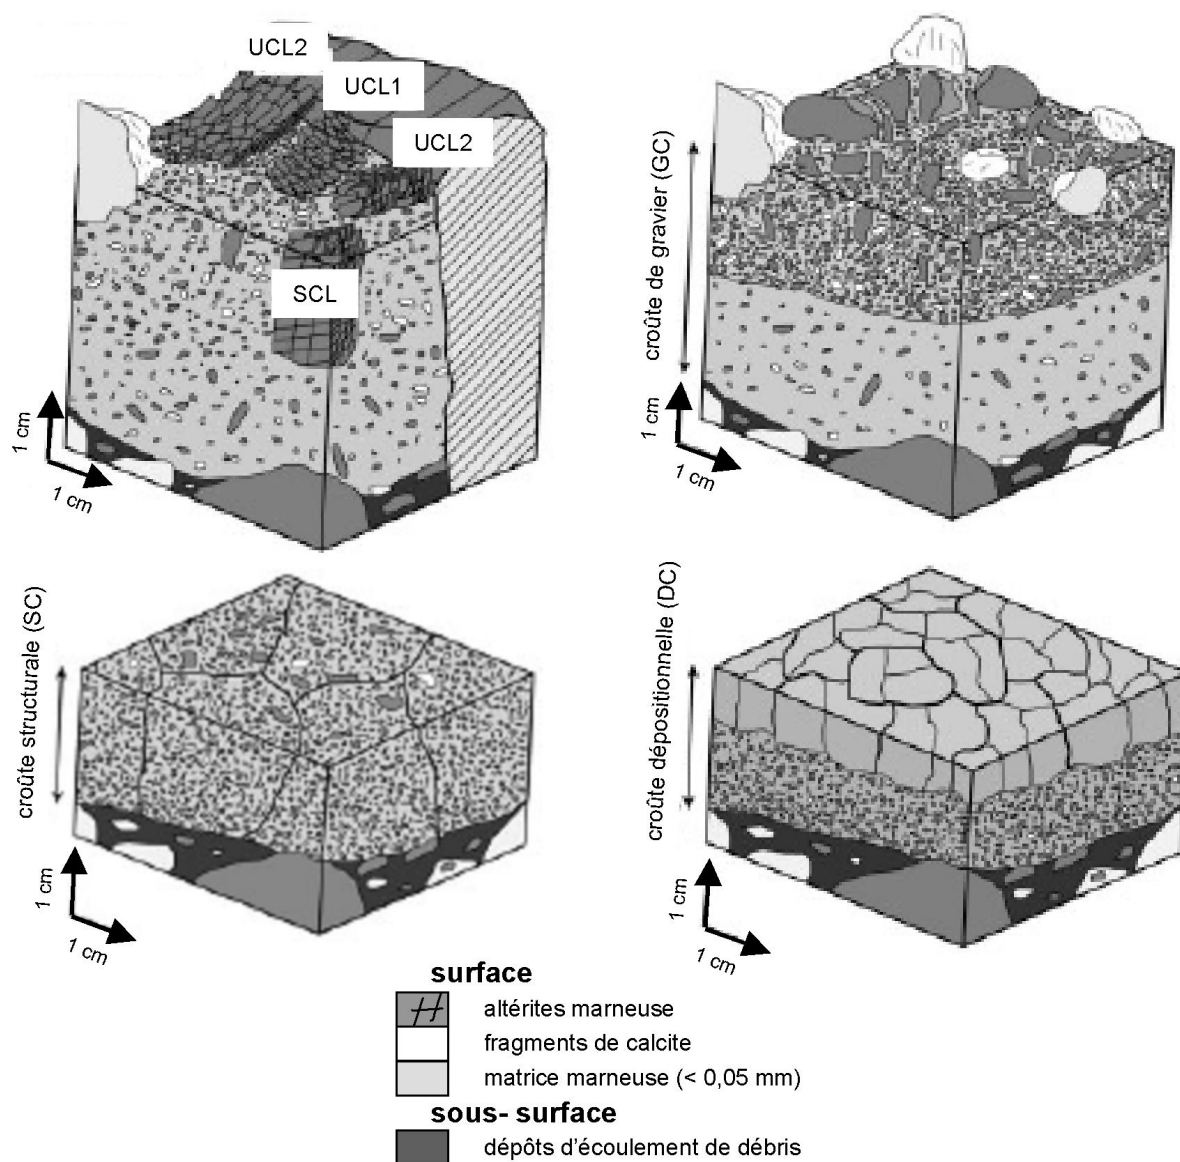 UCL2
UCL1
UCL2
SCL
1 cm
1 cm
croûte de gravier (GC)
1 cm
1 cm
croûte structurale (SC)
1 cm
1 cm
croûte dépositionnelle (DC)
1 cm
1 cm
surface
altérites marneuse
fragments de calcite
matrice marneuse (< 0,05 mm)
sous- surface
dépôts d'écoulement de débris